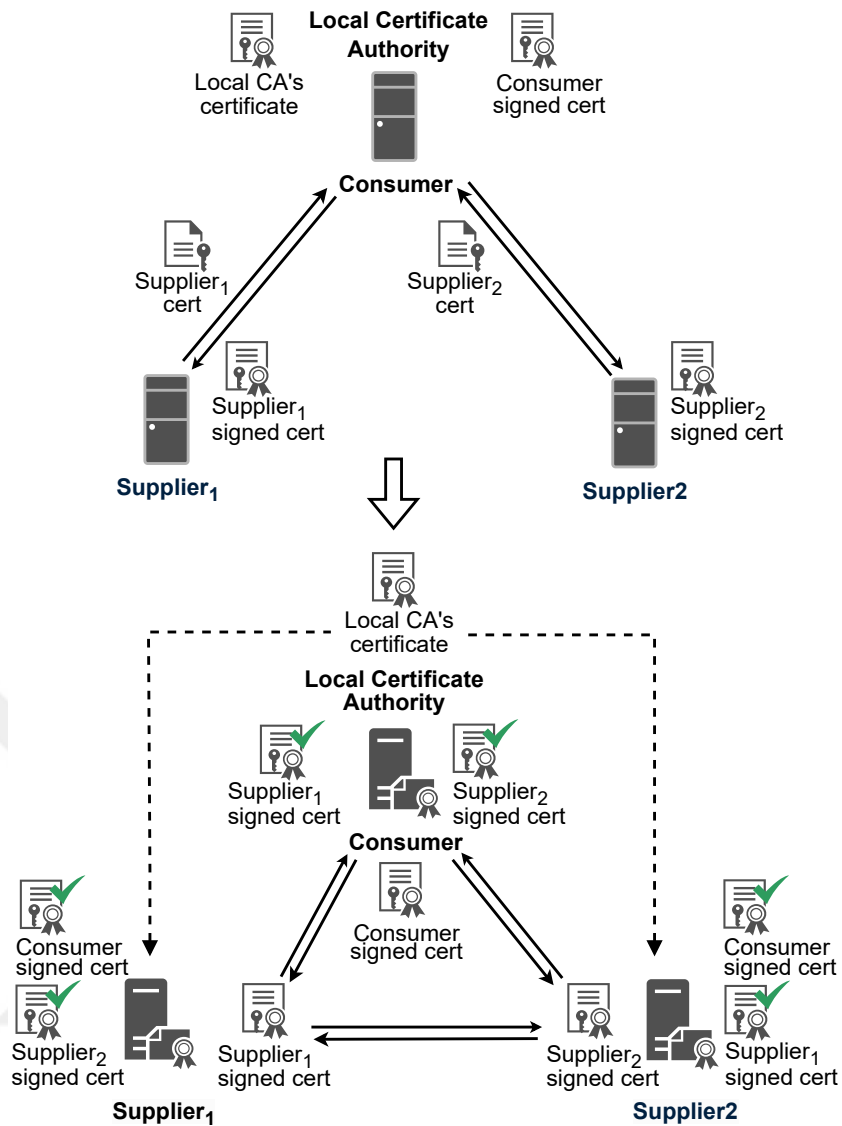 Local Certificate
Authority
Local CA's
certificate
Consumer
signed cert
Consumer
Supplier₁
cert
Supplier₂
cert
Supplier₁
signed cert
Supplier₂
signed cert
Supplier₁
Supplier2
Local CA's
certificate
Local Certificate
Authority
Supplier₁
signed cert
Supplier₂
signed cert
Consumer
Consumer
signed cert
Consumer
signed cert
Consumer
signed cert
Supplier₂
signed cert
Supplier₁
signed cert
Supplier₂
signed cert
Supplier₁
signed cert
Supplier₁
Supplier2